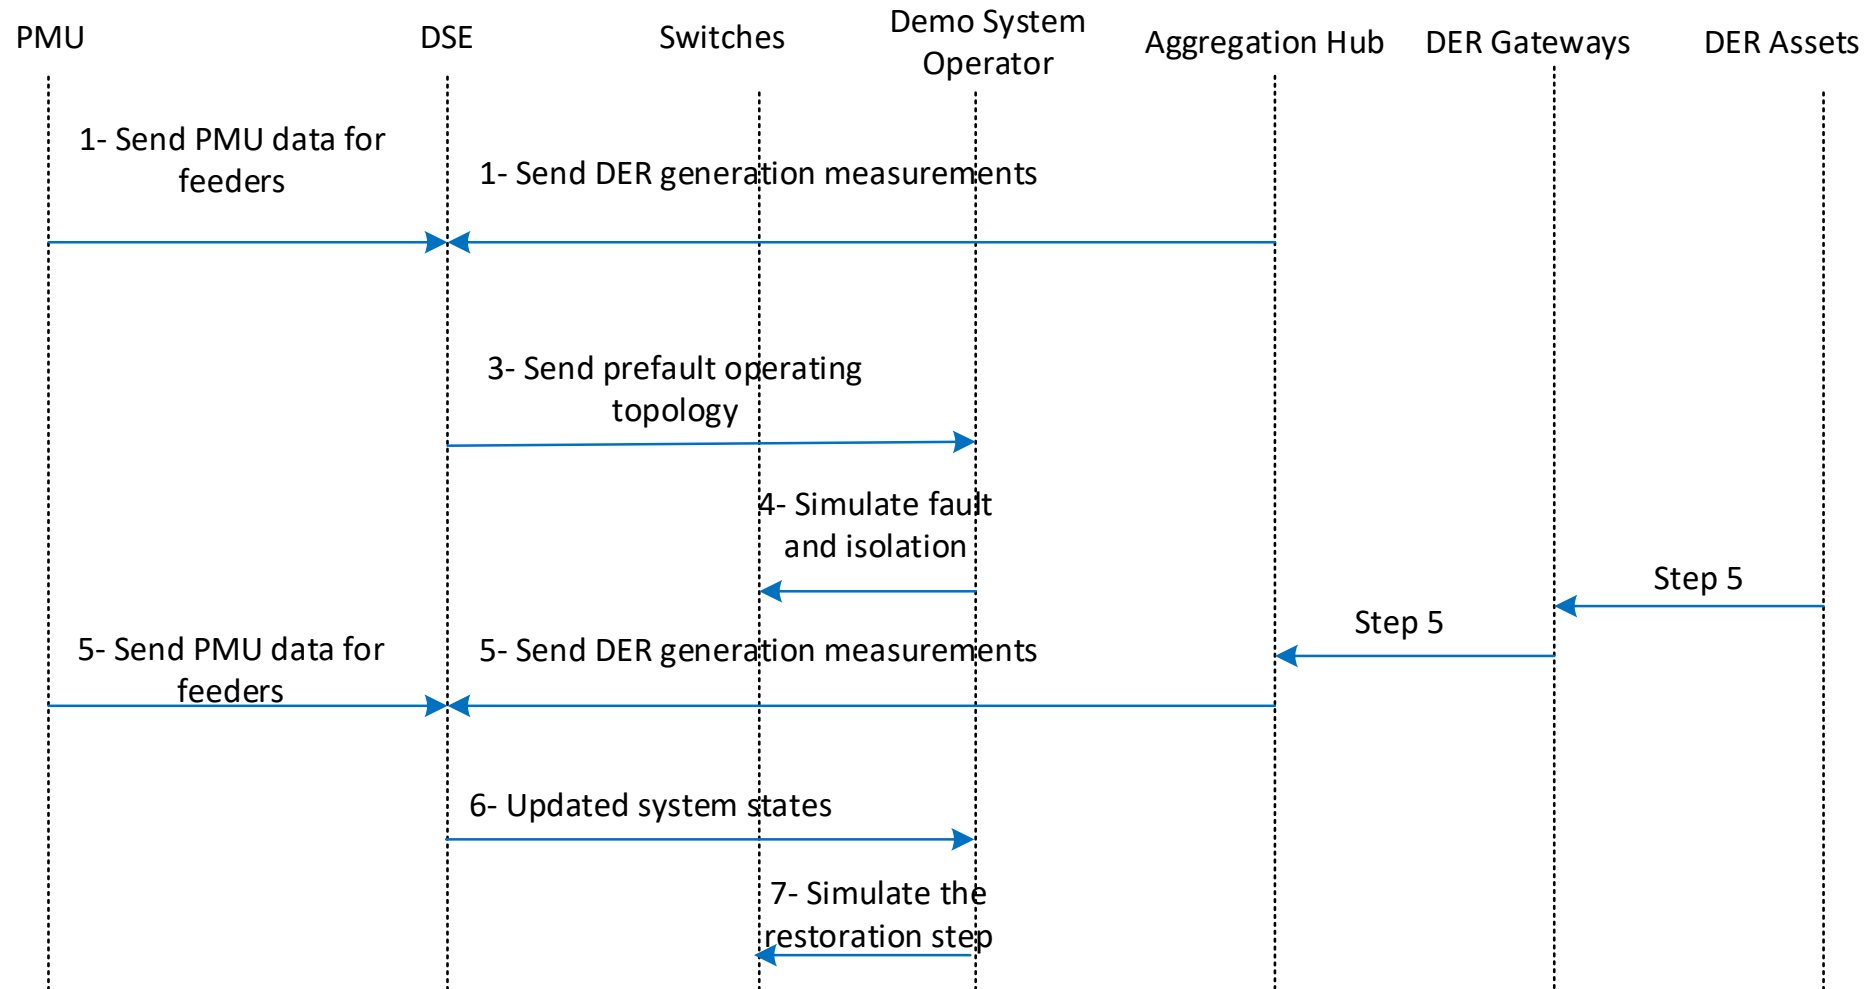 PMU
DSE
Switches
Demo System
Operator
Aggregation Hub
DER Gateways
DER Assets
1- Send PMU data for
feeders
1- Send DER generation measurements
3- Send prefault operating
topology
4- Simulate fault
and isolation
Step 5
Step 5
5- Send PMU data for
feeders
5- Send DER generation measurements
6- Updated system states
7- Simulate the
restoration step